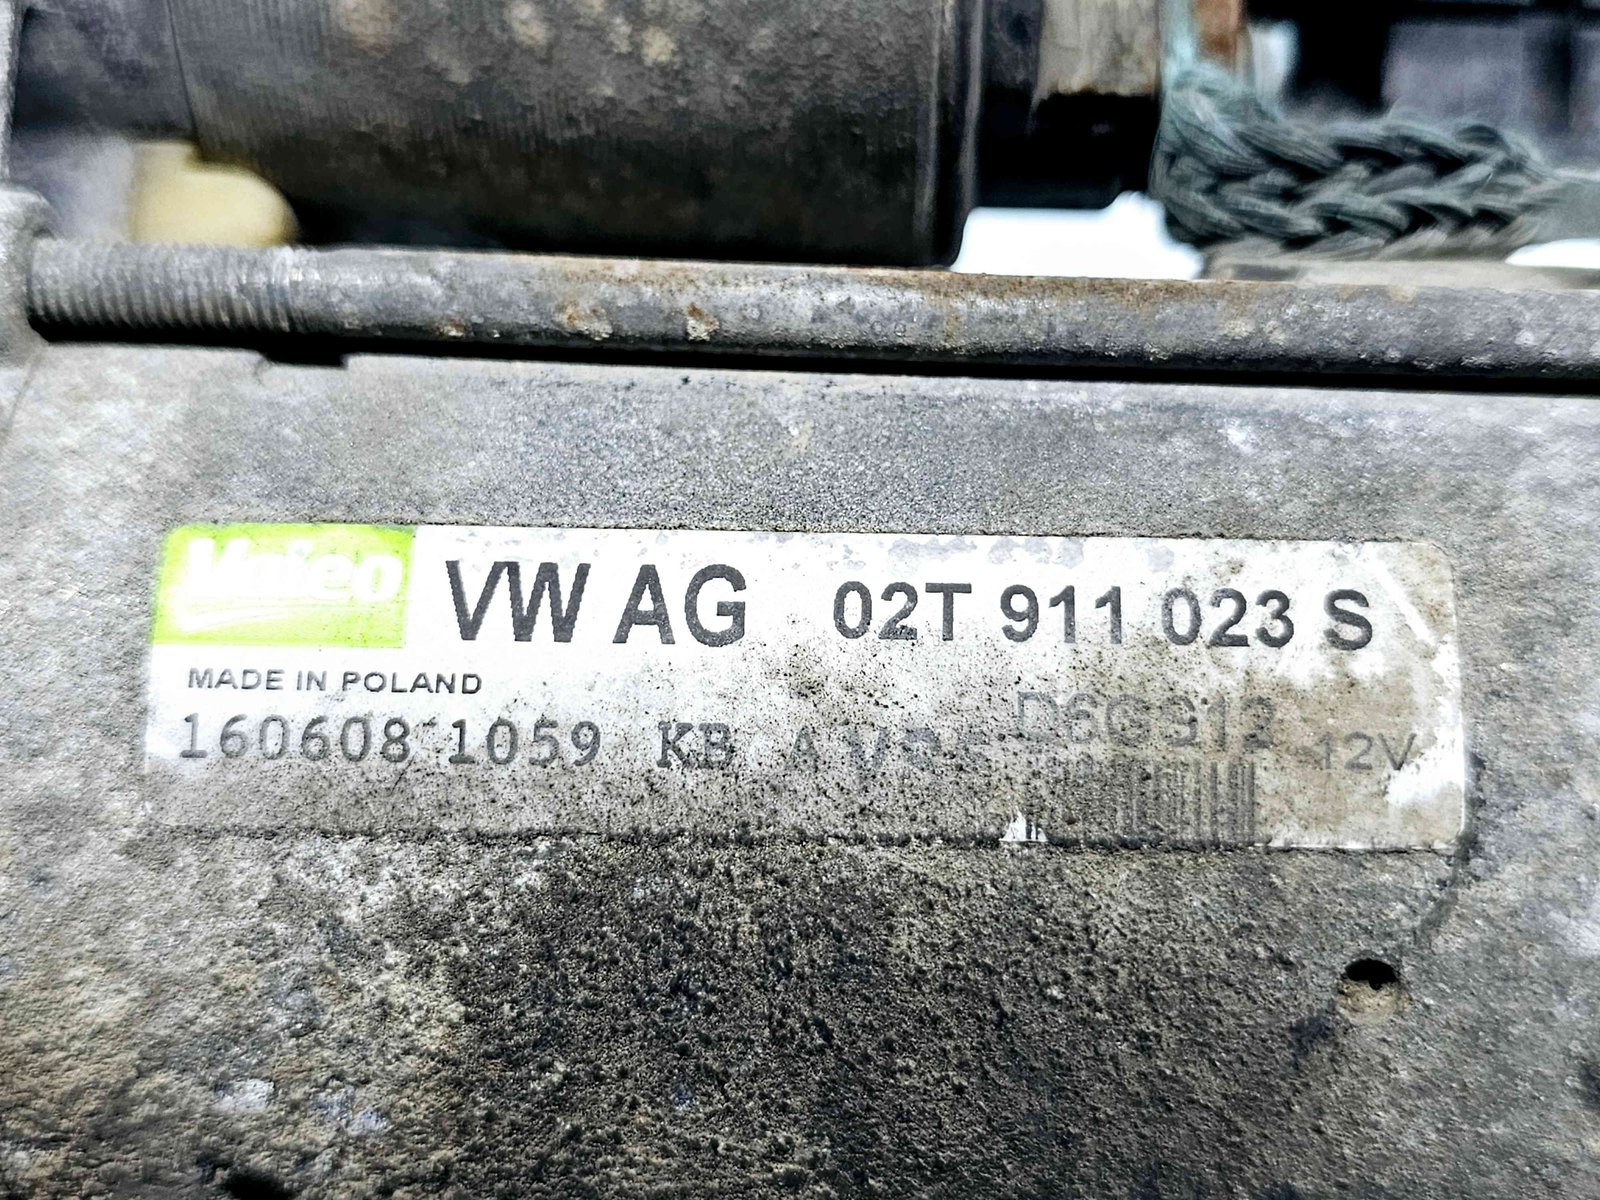 Valeo VW AG 02T 911 023 S
MADE IN POLAND D6G312
160608 1059 KB 12V